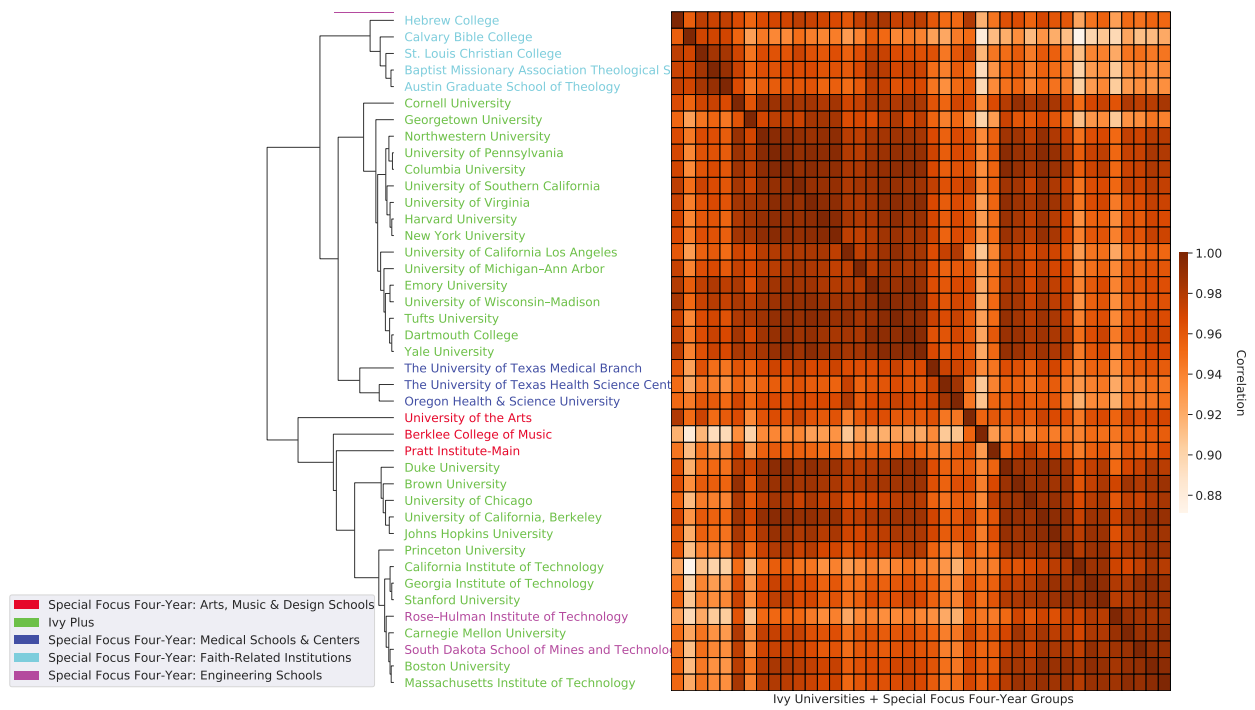 Hebrew College
Calvary Bible College
St. Louis Christian College
Baptist Missionary Association Theological S
Austin Graduate School of Theology
Cornell University
Georgetown University
Northwestern University
University of Pennsylvania
Columbia University
University of Southern California
University of Virginia
Harvard University
New York University
University of California Los Angeles
University of Michigan–Ann Arbor
Emory University
University of Wisconsin–Madison
Tufts University
Dartmouth College
Yale University
The University of Texas Medical Branch
The University of Texas Health Science Cent
Oregon Health & Science University
University of the Arts
Berklee College of Music
Pratt Institute-Main
Duke University
Brown University
University of Chicago
University of California, Berkeley
Johns Hopkins University
Princeton University
California Institute of Technology
Georgia Institute of Technology
Stanford University
Rose–Hulman Institute of Technology
Carnegie Mellon University
South Dakota School of Mines and Technolo
Boston University
Massachusetts Institute of Technology
Special Focus Four-Year: Arts, Music & Design Schools
Ivy Plus
Special Focus Four-Year: Medical Schools & Centers
Special Focus Four-Year: Faith-Related Institutions
Special Focus Four-Year: Engineering Schools
Ivy Universities + Special Focus Four-Year Groups
1.00
0.98
0.96
0.94
0.92
0.90
0.88
Correlation